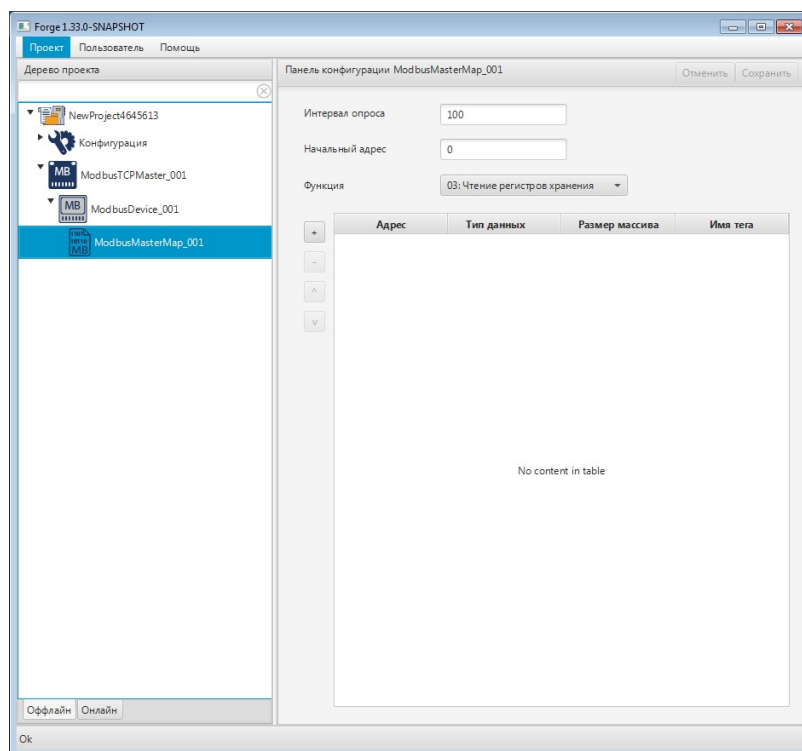 Forge 1.33.0-SNAPSHOT
Проект Пользователь Помощь
Дерево проекта
NewProject4645613
Конфигурация
MB ModbusTCPMaster_001
MB ModbusDevice_001
MB ModbusMasterMap_001
Оффлайн Онлайн
Панель конфигурации ModbusMasterMap_001 Отменить Сохранить
Интервал опроса 100
Начальный адрес 0
Функция 03: Чтение регистров хранения
+ - ^ v
Адрес Тип данных Размер массива Имя тега
No content in table
Ok